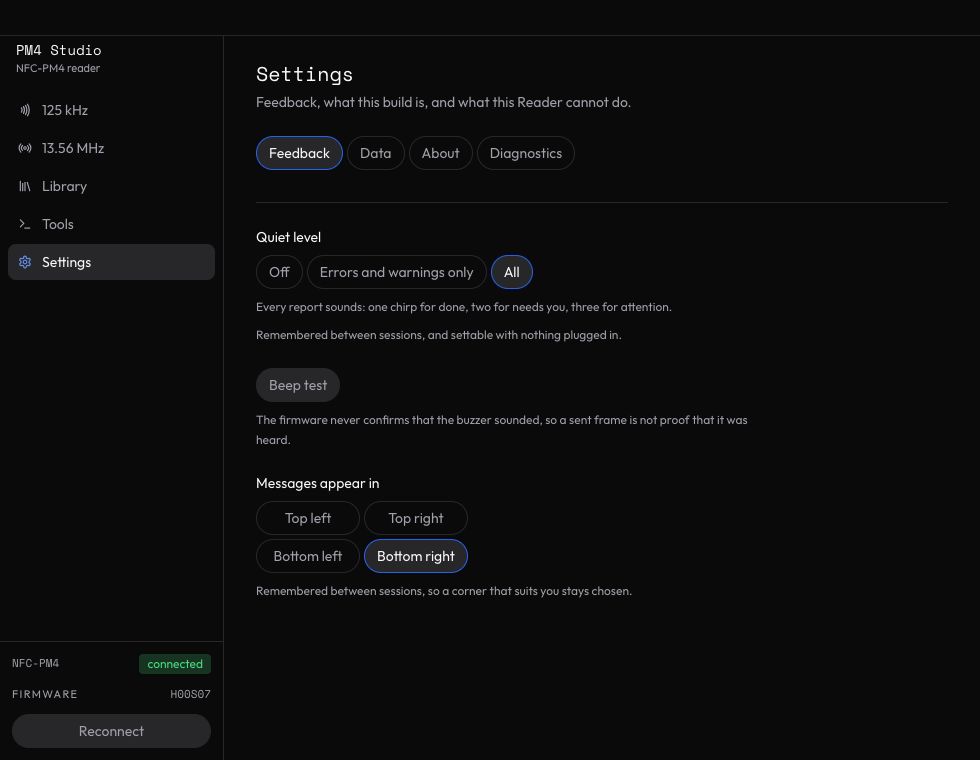 PM4 Studio
NFC-PM4 reader
125 kHz
13.56 MHz
Library
Tools
Settings
NFC-PM4 connected
FIRMWARE H00S07
Reconnect
Settings
Feedback, what this build is, and what this Reader cannot do.
Feedback Data About Diagnostics
Quiet level
Off Errors and warnings only All
Every report sounds: one chirp for done, two for needs you, three for attention.
Remembered between sessions, and settable with nothing plugged in.
Beep test
The firmware never confirms that the buzzer sounded, so a sent frame is not proof that it was
heard.
Messages appear in
Top left Top right
Bottom left Bottom right
Remembered between sessions, so a corner that suits you stays chosen.